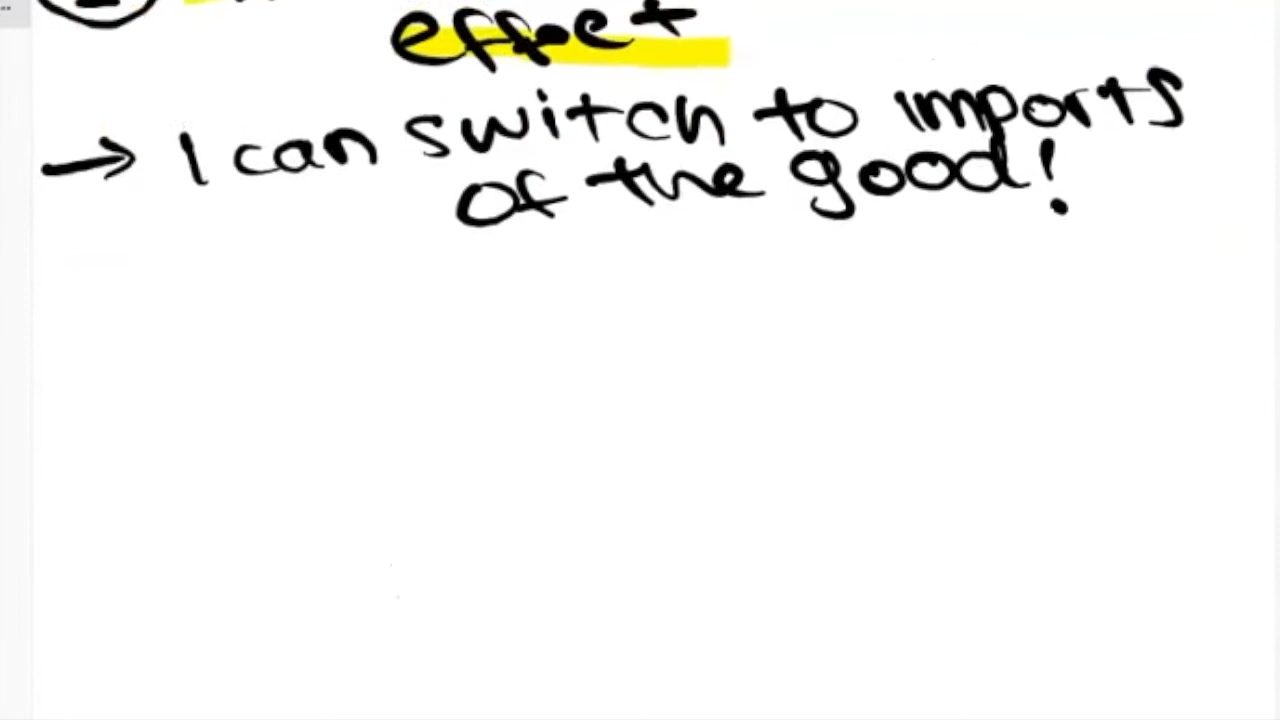 effect
→ I can switch to imports
of the good!